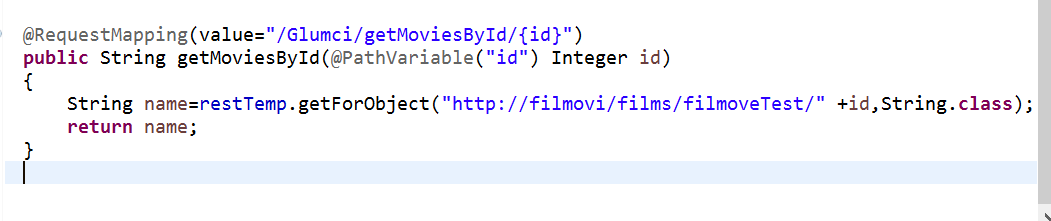 @RequestMapping(value="/Glumci/getMoviesById/{id}")
public String getMoviesById(@PathVariable("id") Integer id)
{
    String name=restTemp.getForObject("http://filmovi/films/filmoveTest/" +id,String.class);
    return name;
}